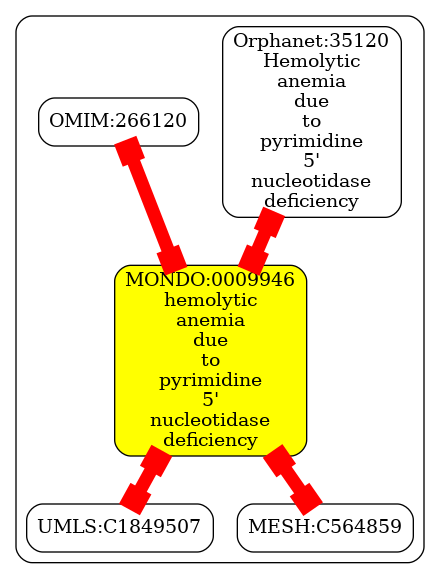 Orphanet:35120
Hemolytic
anemia
due
to
pyrimidine
5'
nucleotidase
deficiency
OMIM:266120
MONDO:0009946
hemolytic
anemia
due
to
pyrimidine
5'
nucleotidase
deficiency
UMLS:C1849507
MESH:C564859